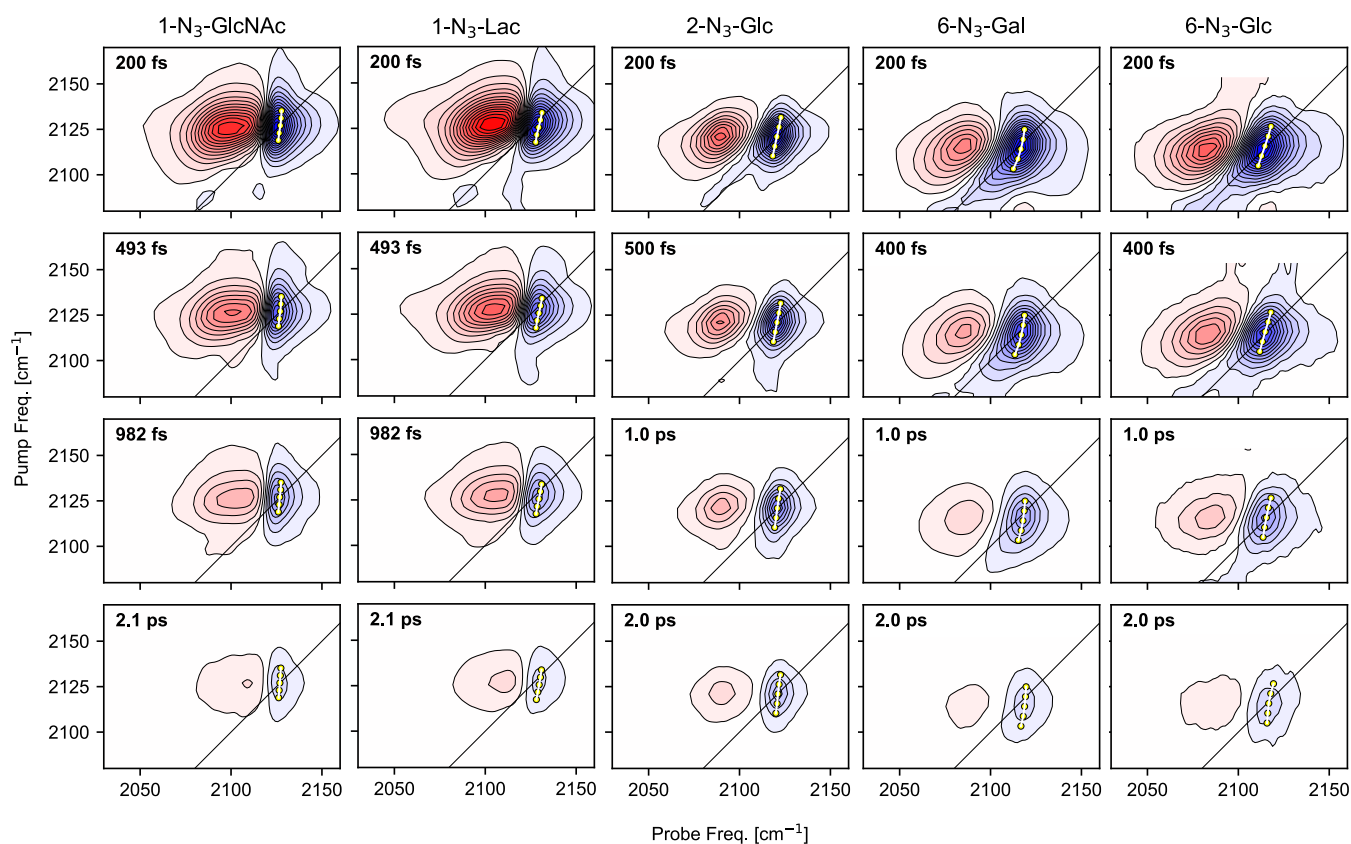 1-N₃-GlcNAc 1-N₃-Lac 2-N₃-Glc 6-N₃-Gal 6-N₃-Glc
200 fs 200 fs 200 fs 200 fs 200 fs
2150
2125
2100
493 fs 493 fs 500 fs 400 fs 400 fs
2150
2125
2100
982 fs 982 fs 1.0 ps 1.0 ps 1.0 ps
2150
2125
2100
2.1 ps 2.1 ps 2.0 ps 2.0 ps 2.0 ps
2150
2125
2100
2050 2100 2150 2050 2100 2150 2050 2100 2150 2050 2100 2150 2050 2100 2150
Pump Freq. [cm⁻¹]
Probe Freq. [cm⁻¹]